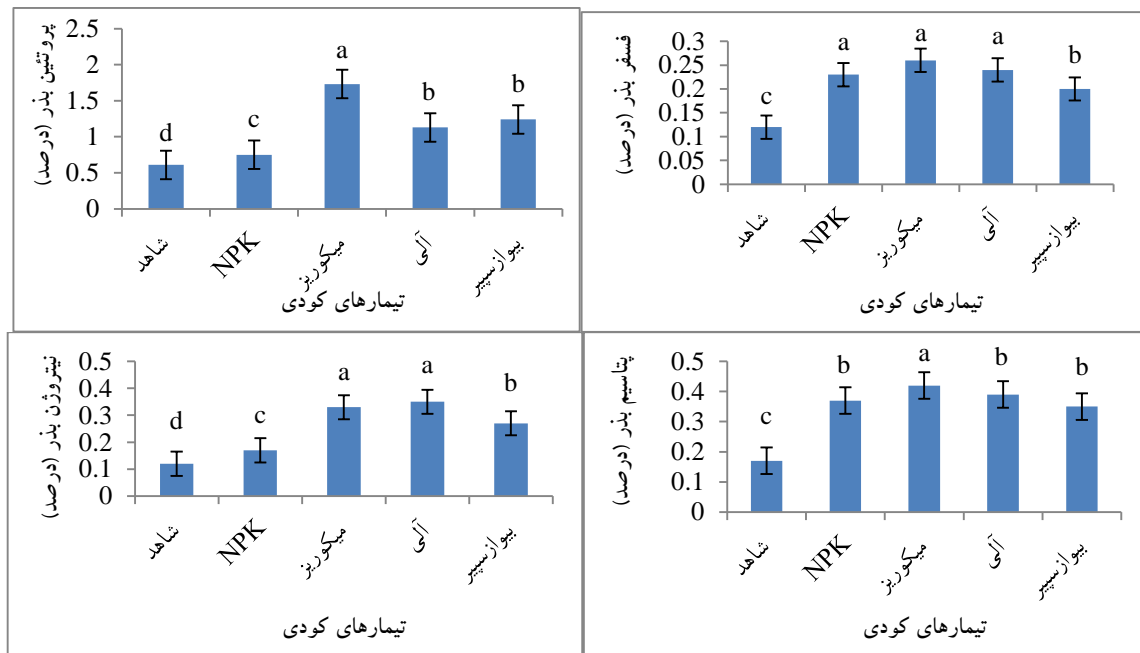 پروتئین بذر (درصد)
2.5
2
1.5
1
0.5
0
d
c
a
b
b
شاهد
NPK
میکوریز
آلی
بیوازسپیر
تیمارهای کودی
فسفر بذر (درصد)
0.3
0.25
0.2
0.15
0.1
0.05
0
c
a
a
a
b
شاهد
NPK
میکوریز
آلی
بیوازسپیر
تیمارهای کودی
نیتروژن بذر (درصد)
0.5
0.4
0.3
0.2
0.1
0
d
c
a
a
b
شاهد
NPK
میکوریز
آلی
بیوازسپیر
تیمارهای کودی
پتاسیم بذر (درصد)
0.5
0.4
0.3
0.2
0.1
0
c
b
a
b
b
شاهد
NPK
میکوریز
آلی
بیوازسپیر
تیمارهای کودی